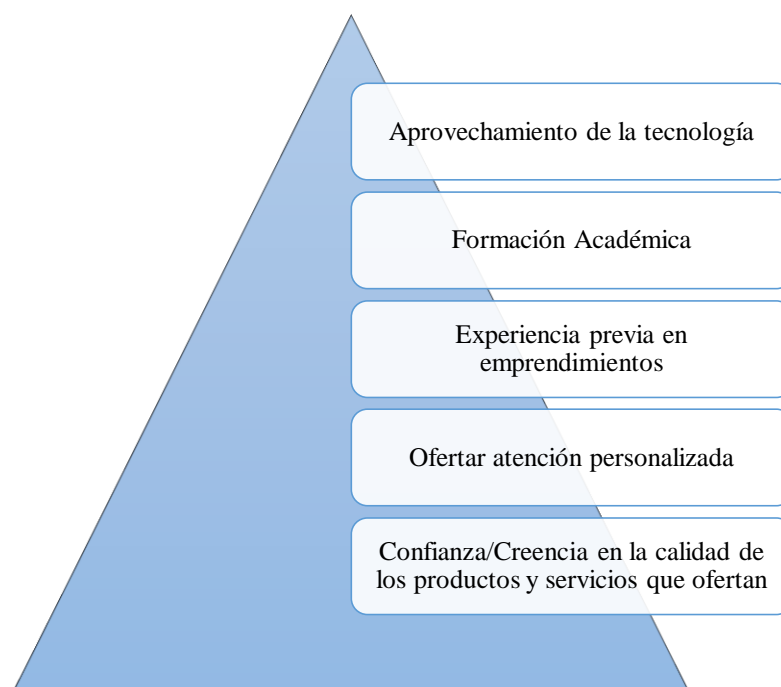 Aprovechamiento de la tecnología
Formación Académica
Experiencia previa en
emprendimientos
Ofertar atención personalizada
Confianza/Creencia en la calidad de
los productos y servicios que ofertan